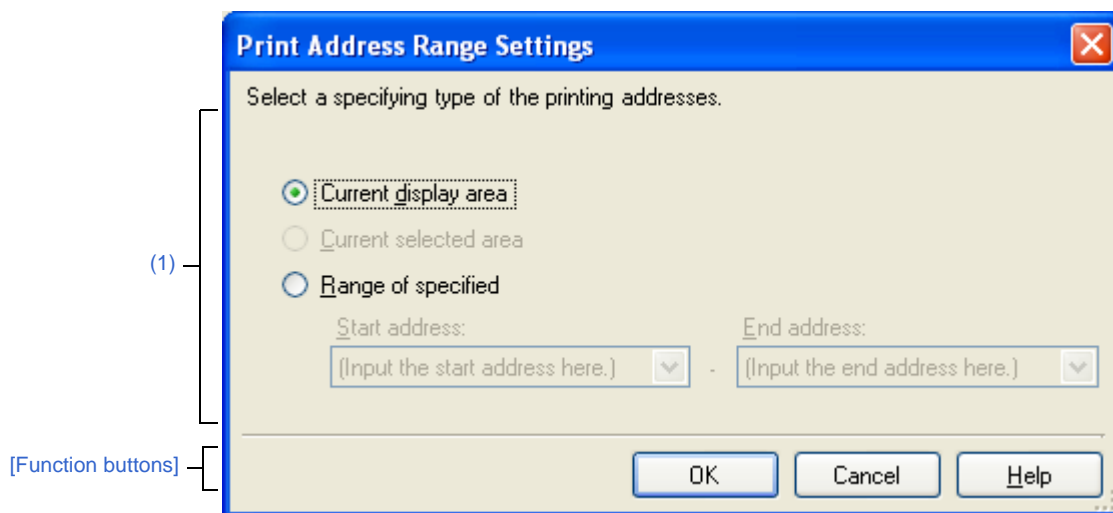 Print Address Range Settings
Select a specifying type of the printing addresses.
Current display area
Current selected area
(1)
Range of specified
Start address: End address:
(Input the start address here.) - (Input the end address here.)
[Function buttons]
OK Cancel Help